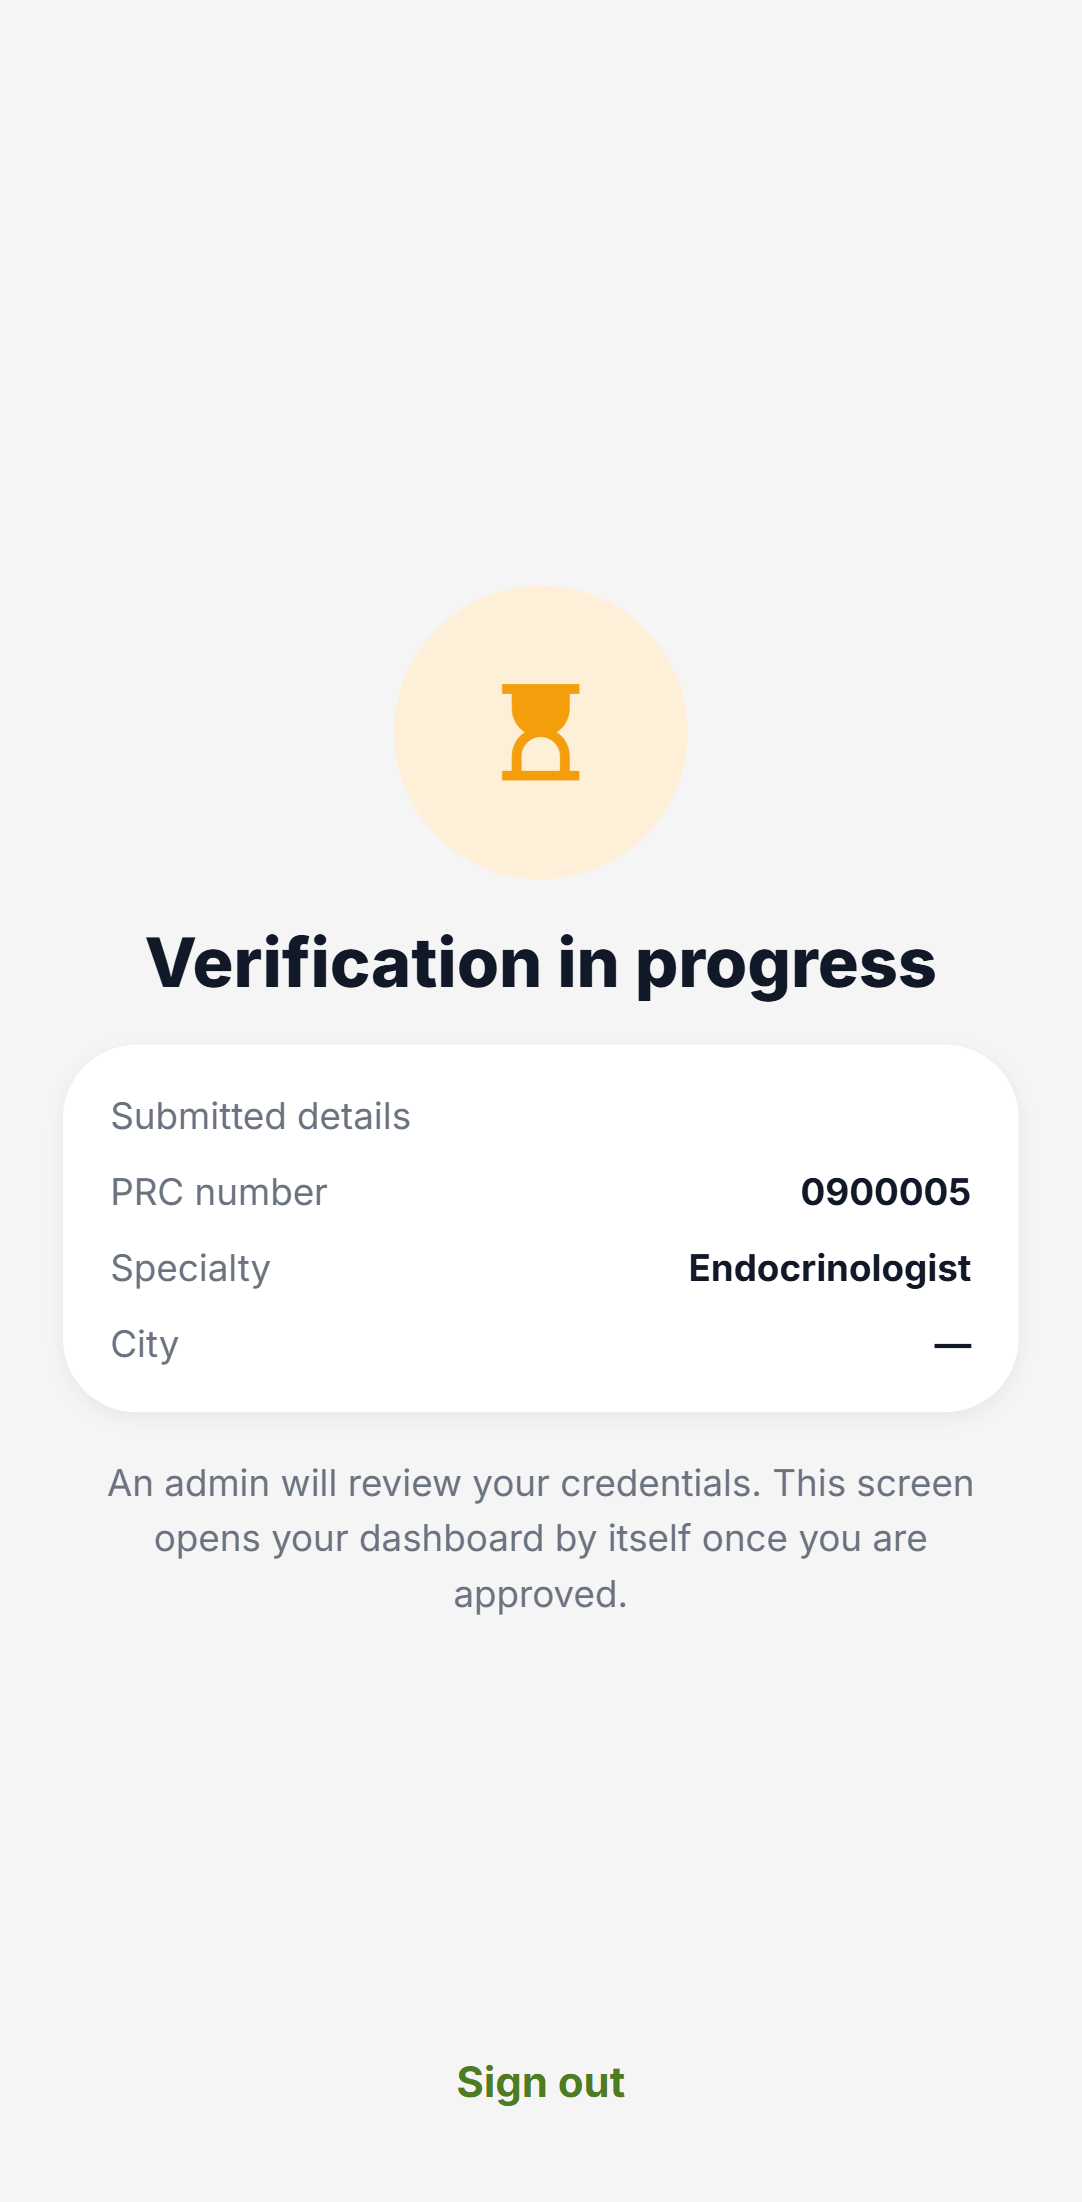 Verification in progress
Submitted details
PRC number 0900005
Specialty Endocrinologist
City —
An admin will review your credentials. This screen
opens your dashboard by itself once you are
approved.
Sign out